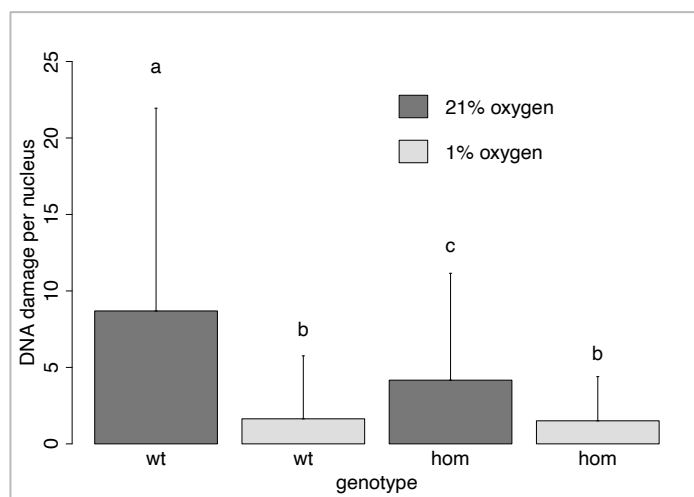 25
a
21% oxygen
1% oxygen
20
15
10
5
0
DNA damage per nucleus
b
c
b
wt wt hom hom
genotype